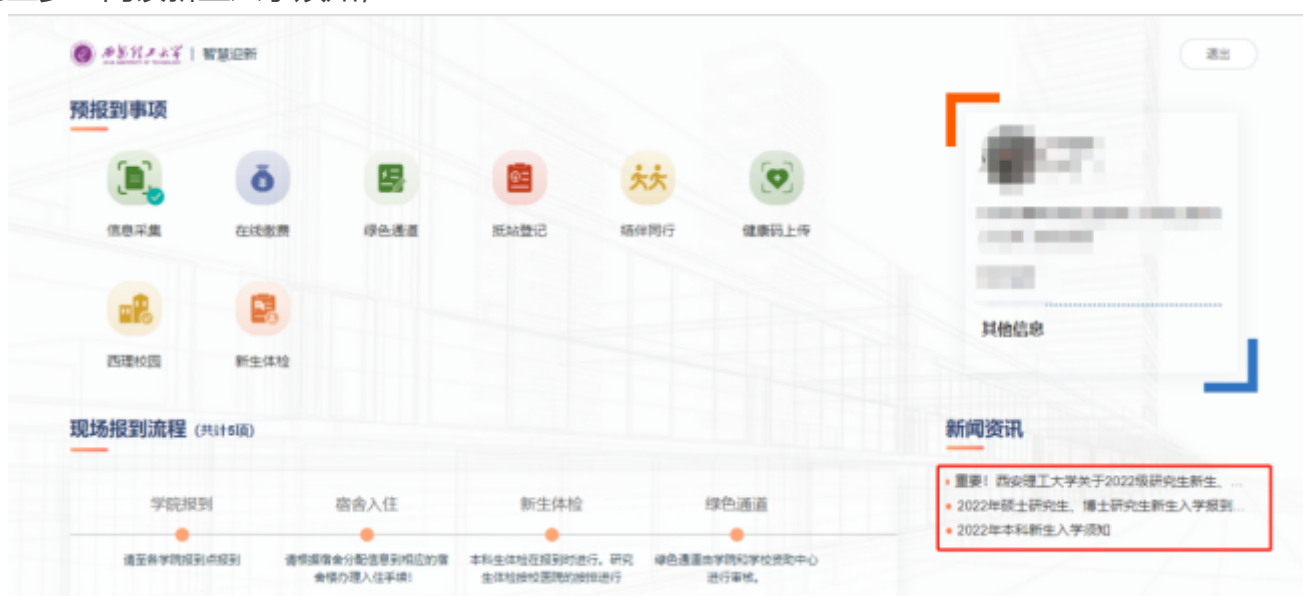 西安理工大学 | 智慧迎新
退出
预报到事项
信息采集
在线缴费
绿色通道
抵站登记
结伴同行
健康码上传
西理校园
新生体检
其他信息
现场报到流程 (共计5项)
新闻资讯
学院报到
宿舍入住
新生体检
绿色通道
请至各学院报到点报到
请根据宿舍分配信息到相应的宿
舍楼办理入住手续!
本科生体检在报到时进行。研究
生体检按校医院的安排进行
绿色通道由学院和学校资助中心
进行审核。
重要!西安理工大学关于2022级研究生新生、...
2022年硕士研究生、博士研究生新生入学报到...
2022年本科新生入学须知